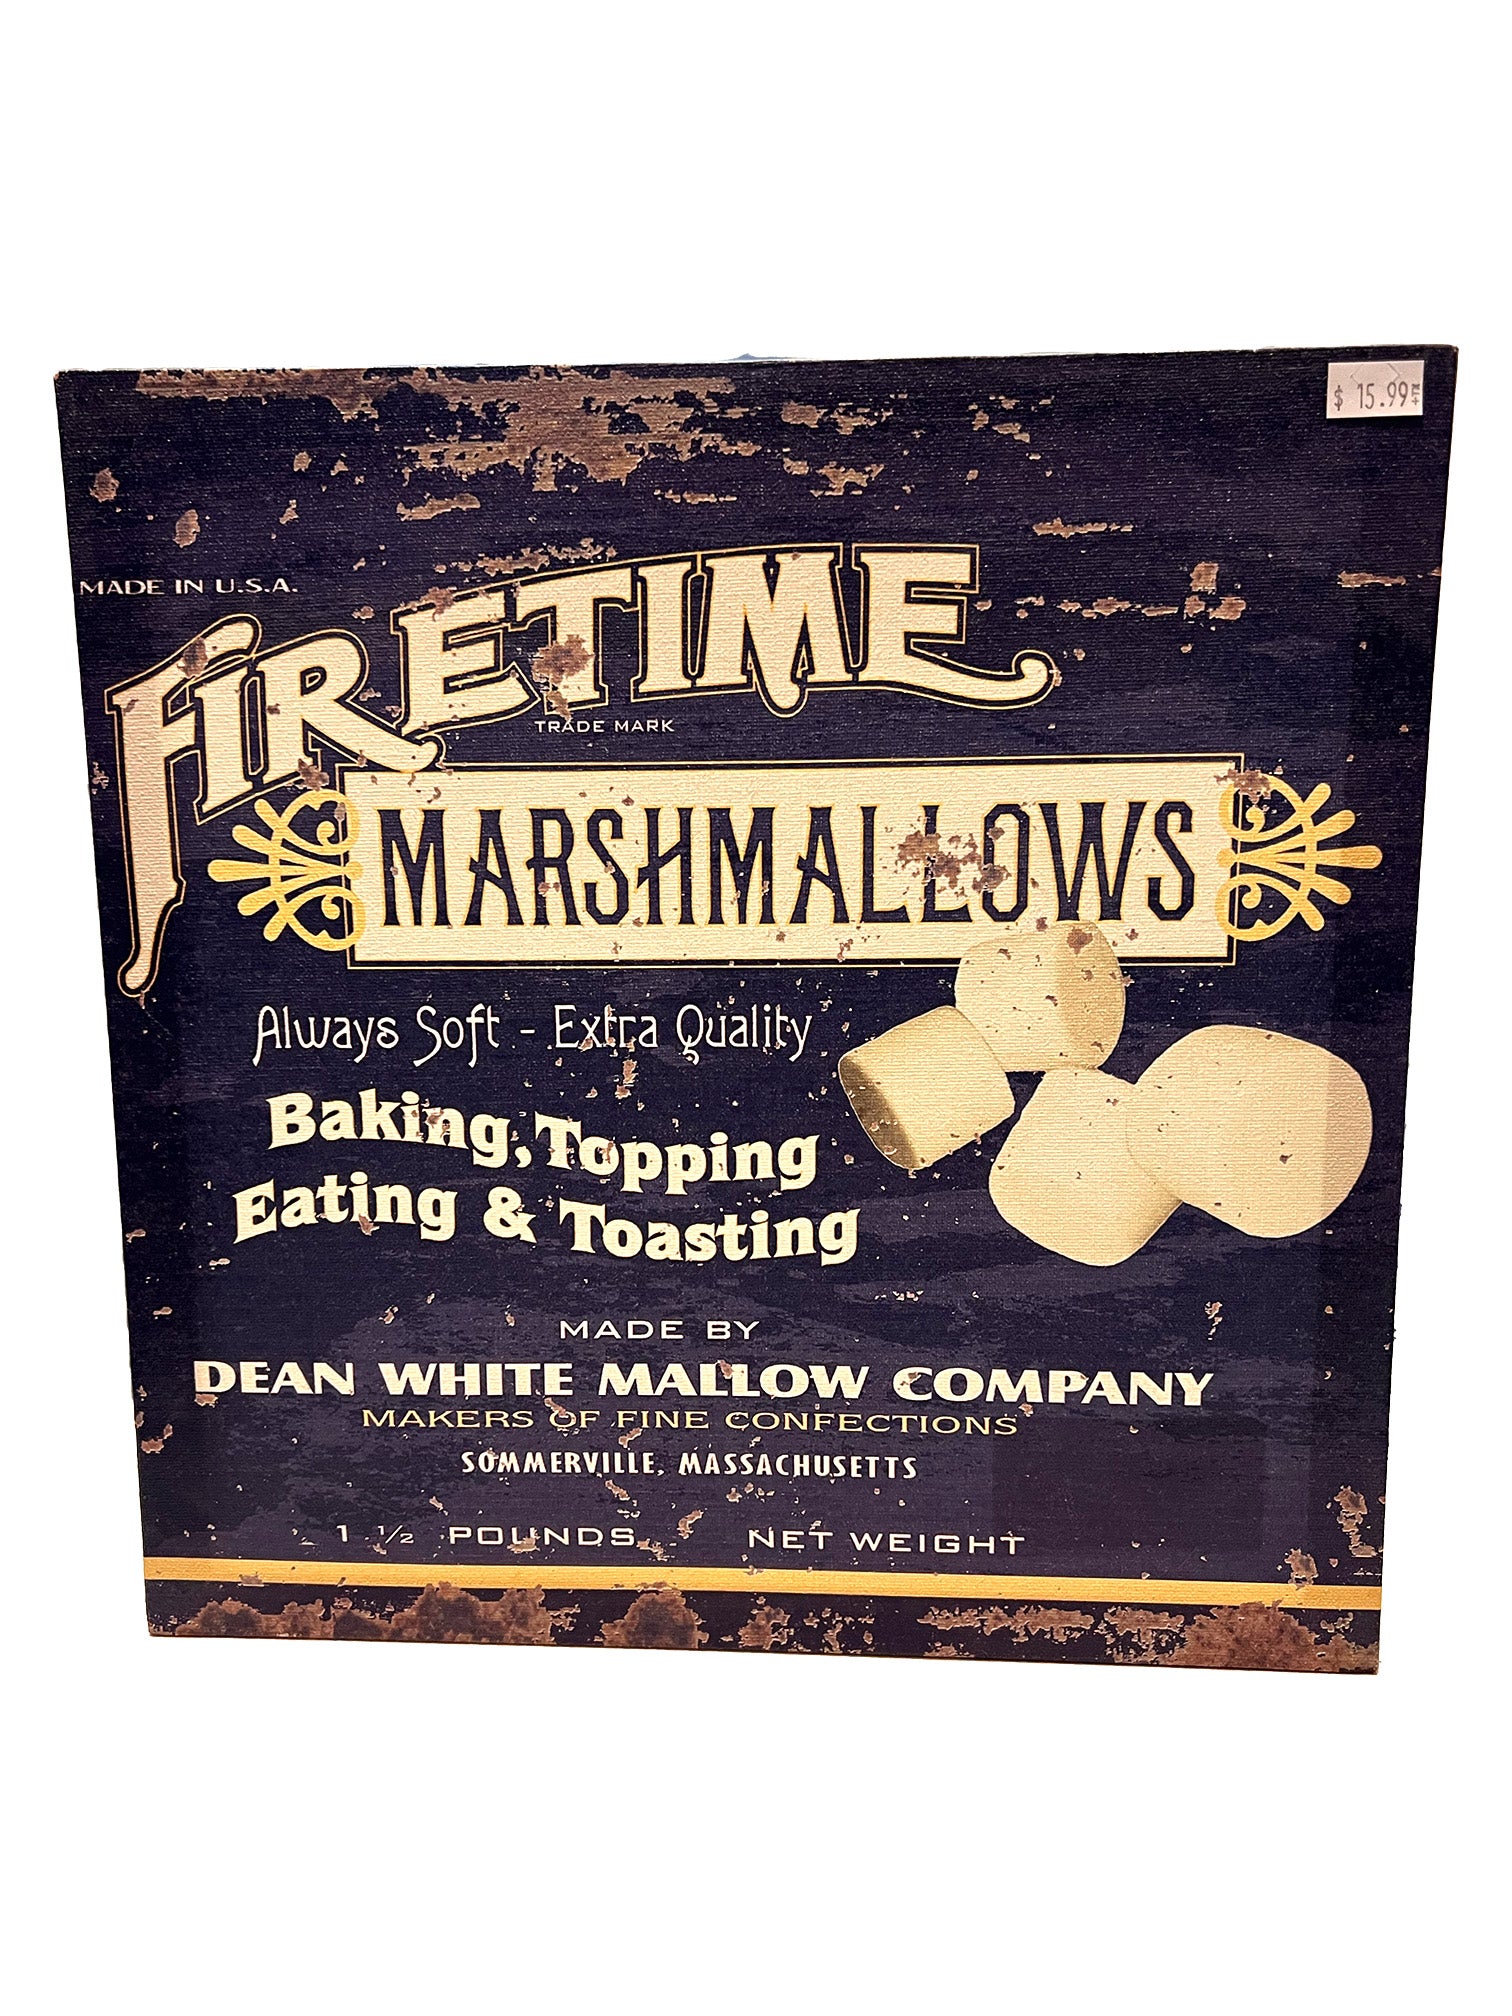 $ 15.99
MADE IN U.S.A.
FIRETIME
TRADE MARK
MARSHMALLOWS
Always Soft - Extra Quality
Baking, Topping
Eating & Toasting
MADE BY
DEAN WHITE MALLOW COMPANY
MAKERS OF FINE CONFECTIONS
SOMMERVILLE, MASSACHUSETTS
1 ½ POUNDS NET WEIGHT